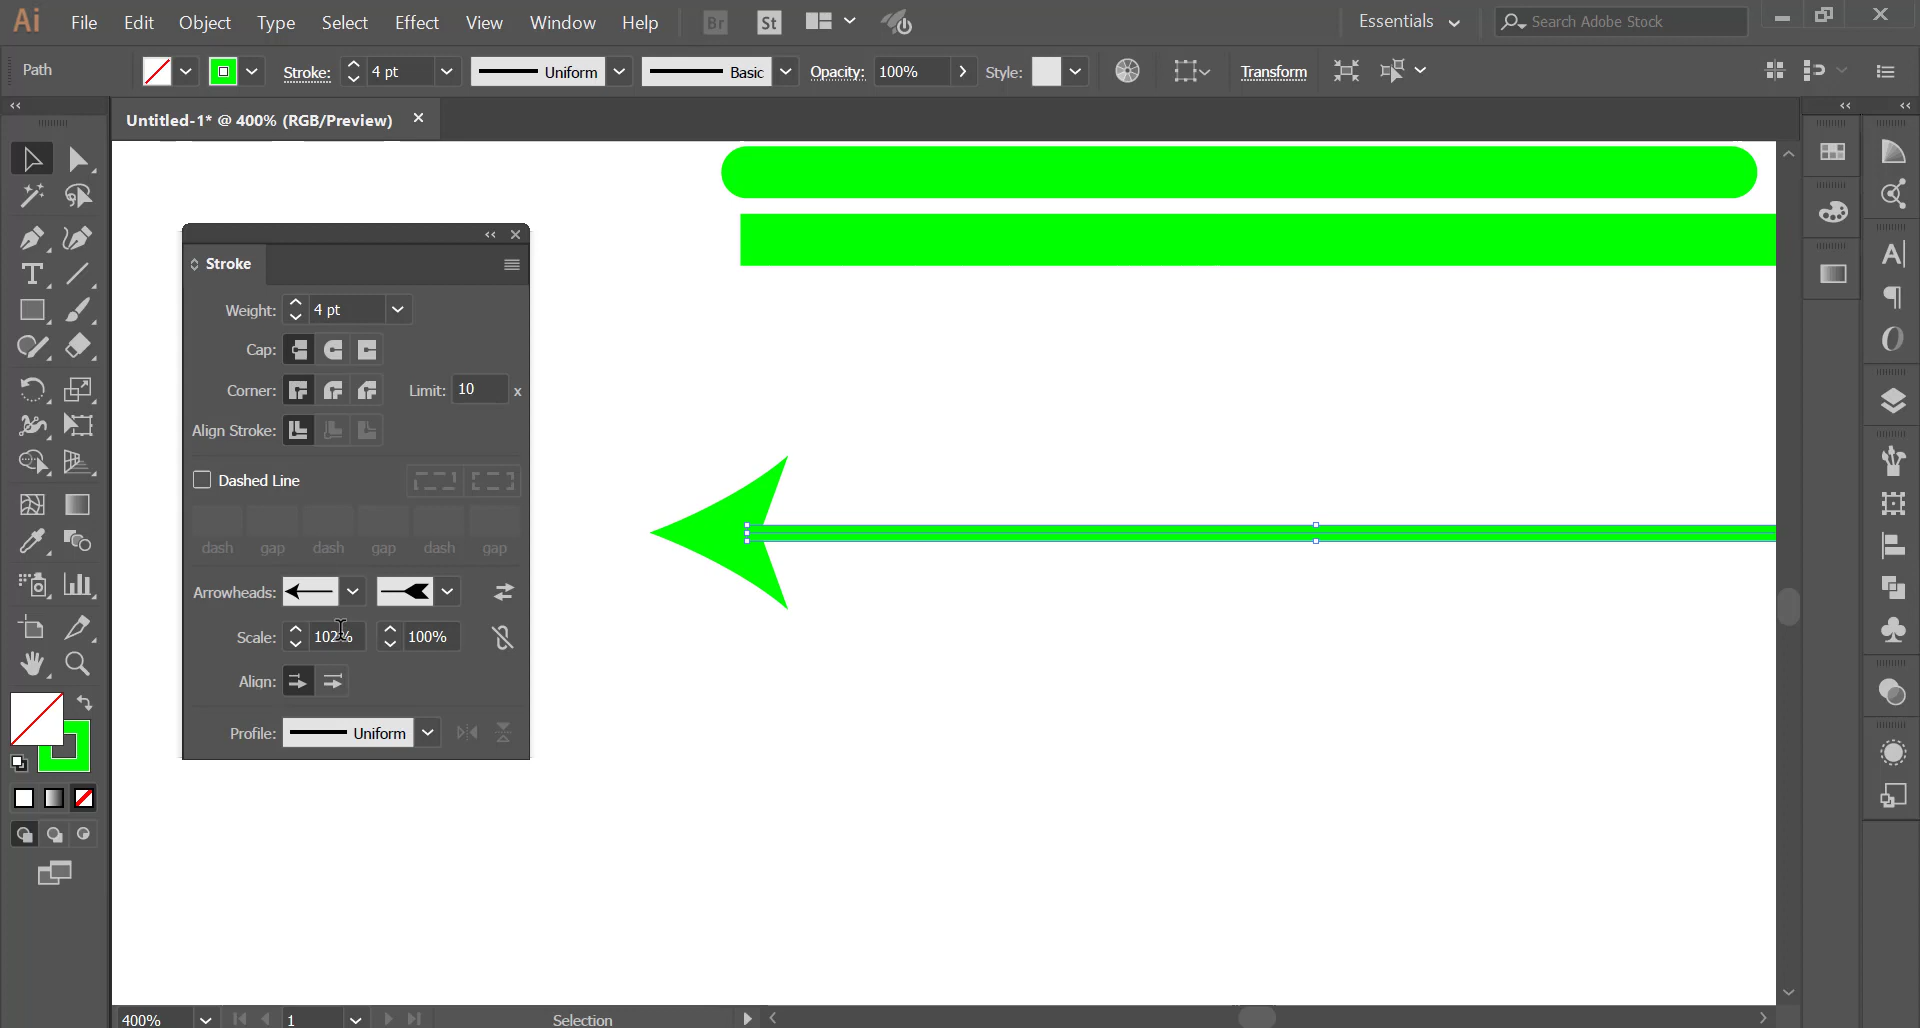 Ai File Edit Object Type Select Effect View Window Help Br St Essentials Search Adobe Stock
Path Stroke: 4 pt Uniform Basic Opacity: 100% Style: Transform
Untitled-1* @ 400% (RGB/Preview)
Stroke
Weight: 4 pt
Cap:
Corner: Limit: 10 x
Align Stroke:
Dashed Line
dash gap dash gap dash gap
Arrowheads:
Scale: 102% 100%
Align:
Profile: Uniform
400% 1 Selection